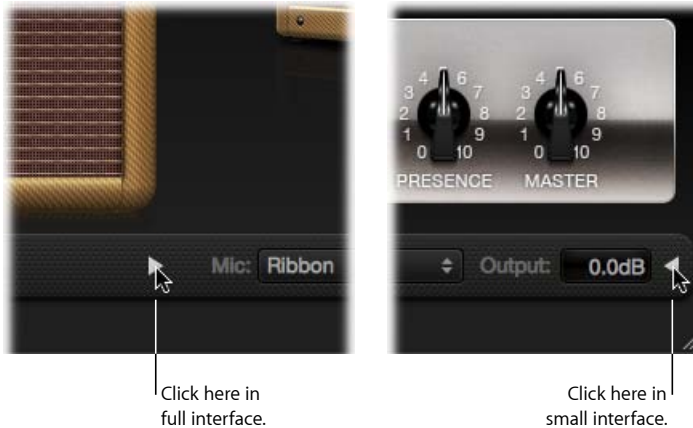 4 6
3 7
2 8
1 9
0 10
PRESENCE
4 6
3 7
2 8
1 9
0 10
MASTER
Mic: Ribbon
Output: 0.0dB
Click here in
full interface.
Click here in
small interface.